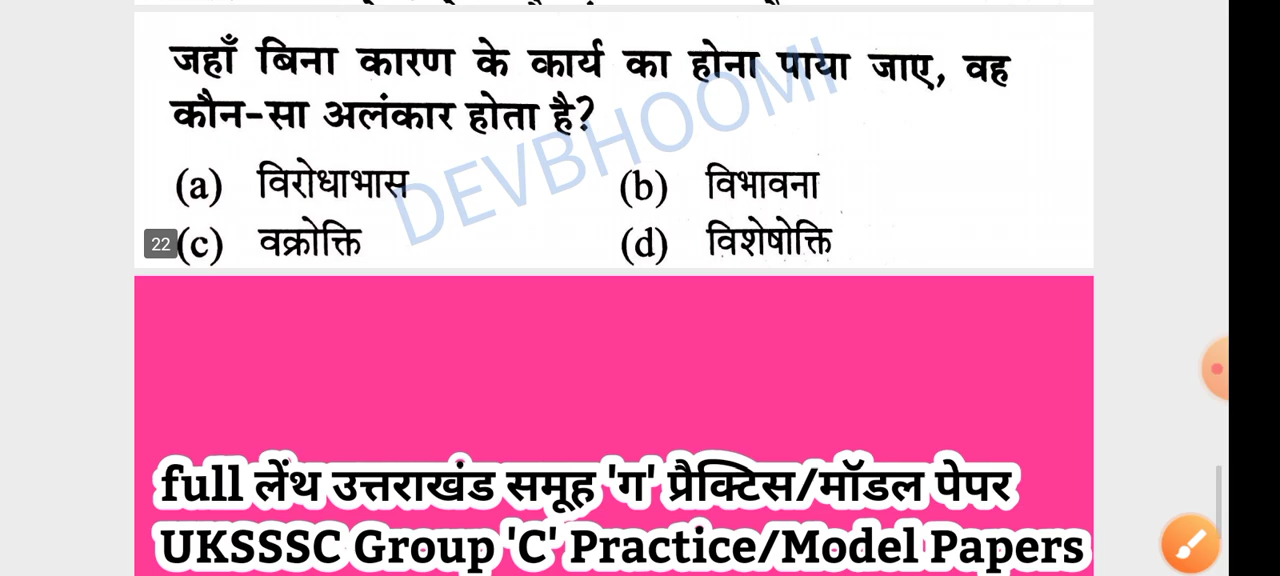 जहाँ बिना कारण के कार्य का होना पाया जाए, वह
कौन-सा अलंकार होता है?
(a) विरोधाभास (b) विभावना
22 (c) वक्रोक्ति (d) विशेषोक्ति
DEVBHOOMI
full लेंथ उत्तराखंड समूह 'ग' प्रैक्टिस/मॉडल पेपर
UKSSSC Group 'C' Practice/Model Papers